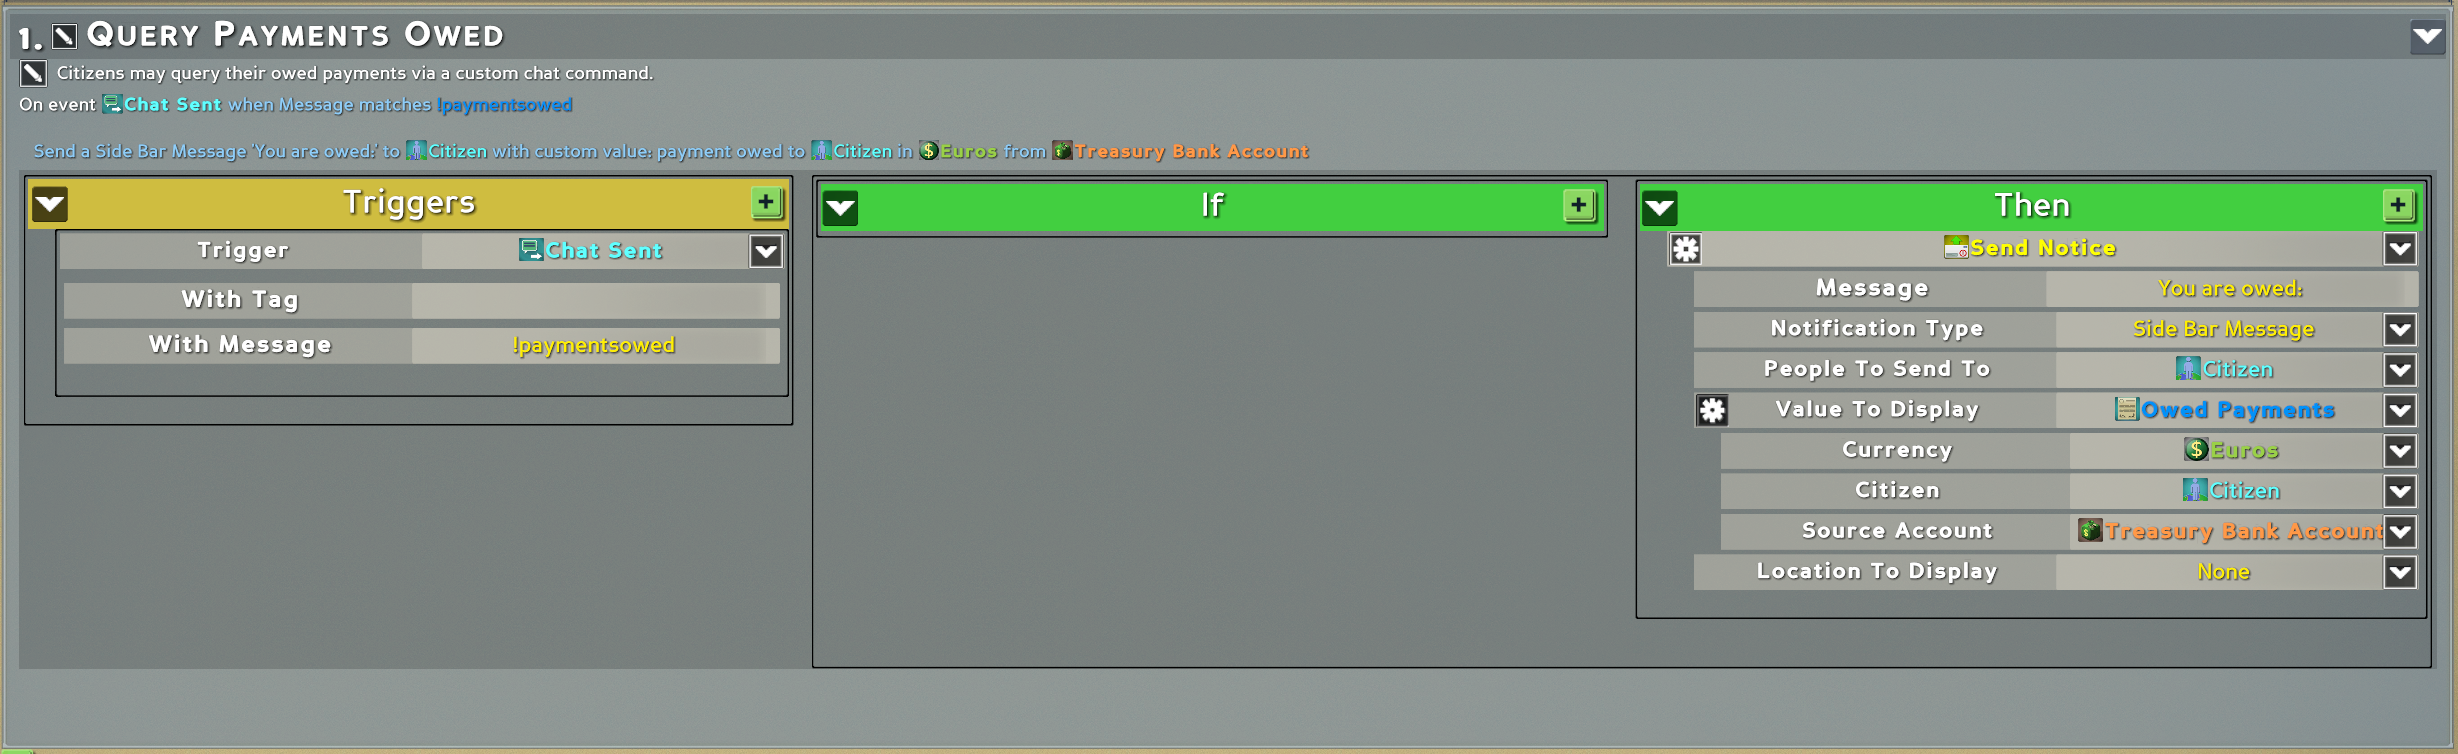 1. QUERY PAYMENTS OWED
Citizens may query their owed payments via a custom chat command.
On event Chat Sent when Message matches !paymentsowed
Send a Side Bar Message 'You are owed:' to Citizen with custom value: payment owed to Citizen in Euros from Treasury Bank Account
Triggers
Trigger Chat Sent
With Tag
With Message !paymentsowed
If
Then
Send Notice
Message You are owed:
Notification Type Side Bar Message
People To Send To Citizen
Value To Display Owed Payments
Currency Euros
Citizen Citizen
Source Account Treasury Bank Account
Location To Display None